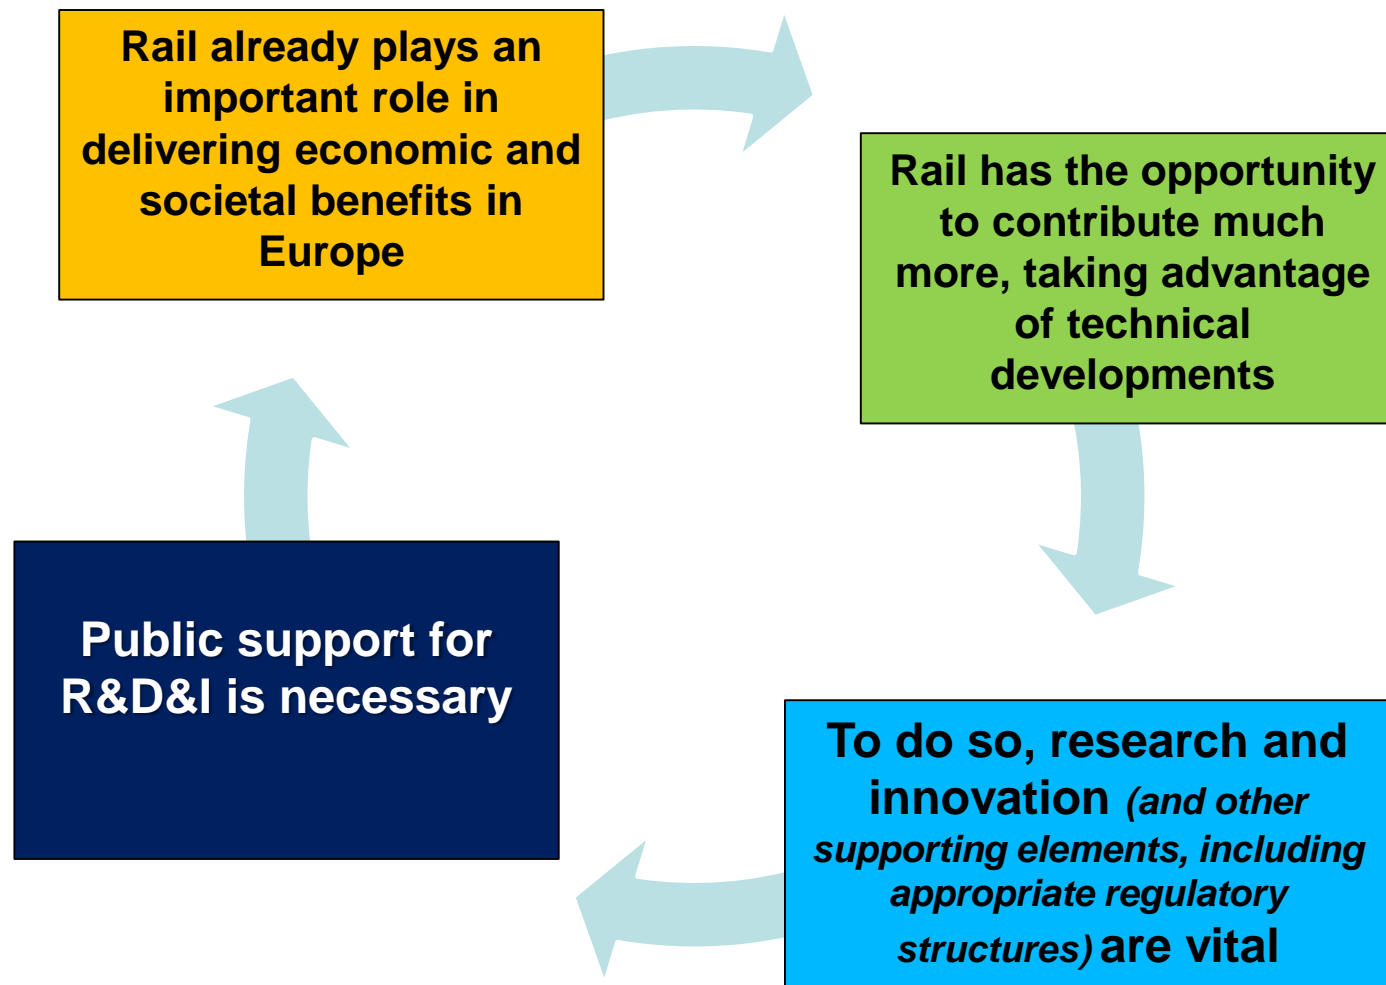 Rail already plays an
important role in
delivering economic and
societal benefits in
Europe
Rail has the opportunity
to contribute much
more, taking advantage
of technical
developments
To do so, research and
innovation (and other
supporting elements, including
appropriate regulatory
structures) are vital
Public support for
R&D&I is necessary